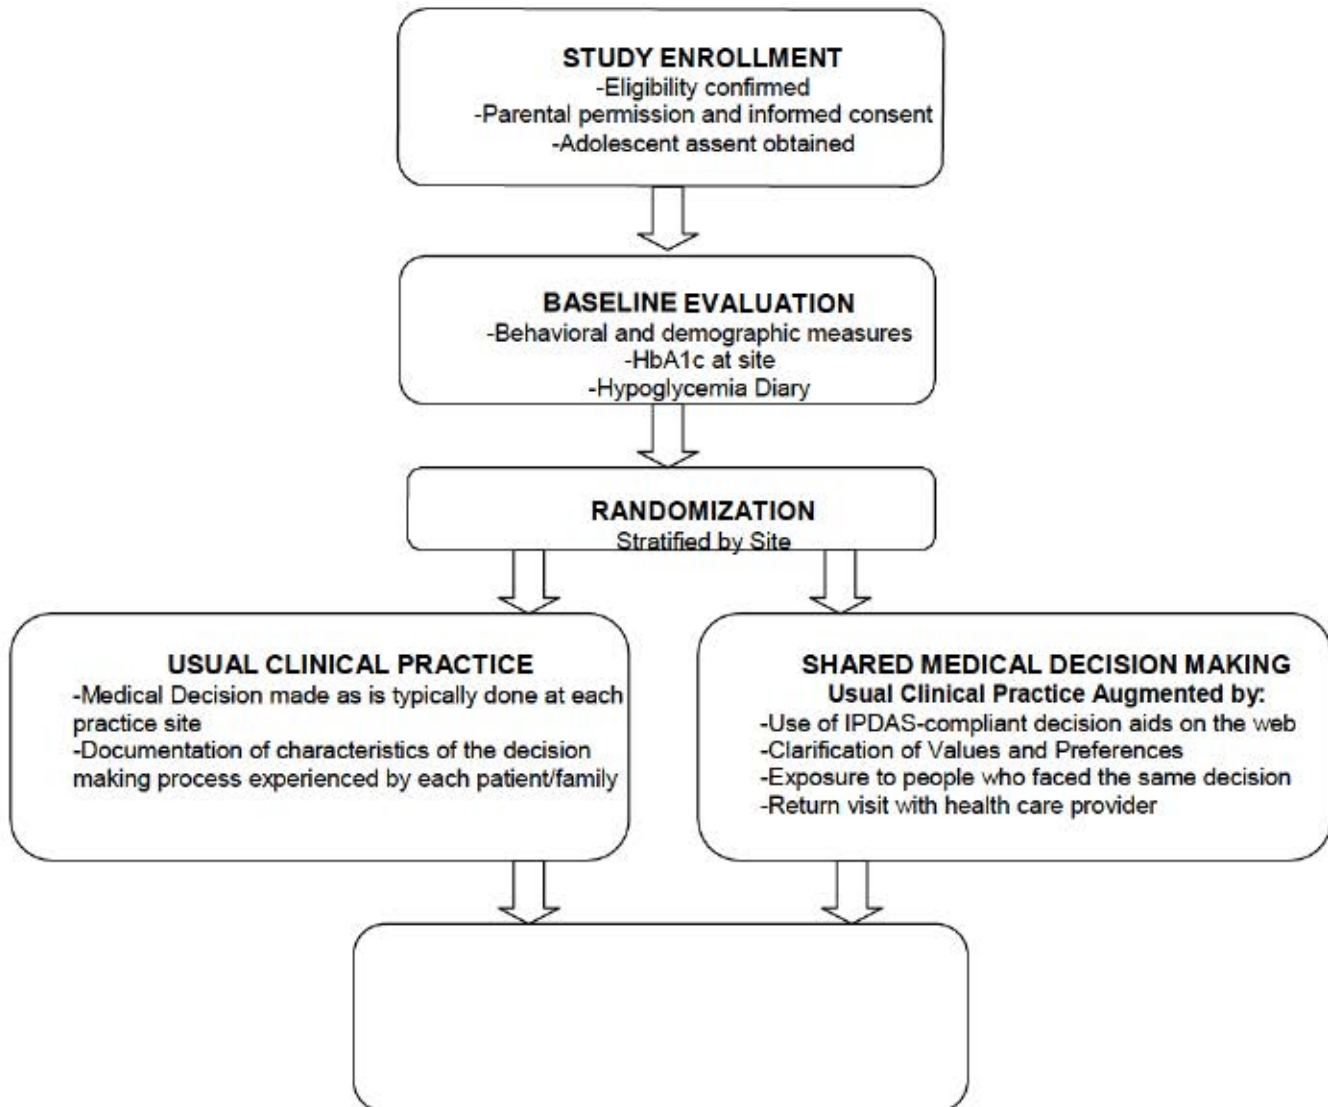 STUDY ENROLLMENT
-Eligibility confirmed
-Parental permission and informed consent
-Adolescent assent obtained
BASELINE EVALUATION
-Behavioral and demographic measures
-HbA1c at site
-Hypoglycemia Diary
RANDOMIZATION
Stratified by Site
USUAL CLINICAL PRACTICE
-Medical Decision made as is typically done at each
practice site
-Documentation of characteristics of the decision
making process experienced by each patient/family
SHARED MEDICAL DECISION MAKING
Usual Clinical Practice Augmented by:
-Use of IPDAS-compliant decision aids on the web
-Clarification of Values and Preferences
-Exposure to people who faced the same decision
-Return visit with health care provider